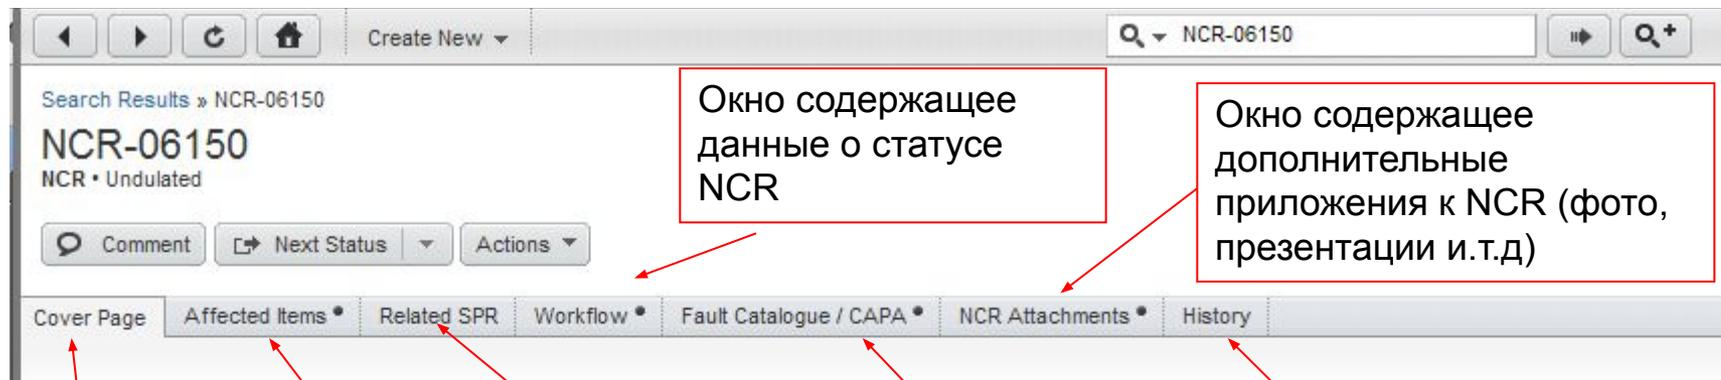 Create New
NCR-06150
Search Results » NCR-06150
NCR-06150
NCR • Undulated
Comment
Next Status
Actions
Окно содержащее
данные о статусе
NCR
Окно содержащее
дополнительные
приложения к NCR (фото,
презентации и.т.д)
Cover Page
Affected Items •
Related SPR
Workflow •
Fault Catalogue / CAPA •
NCR Attachments •
History